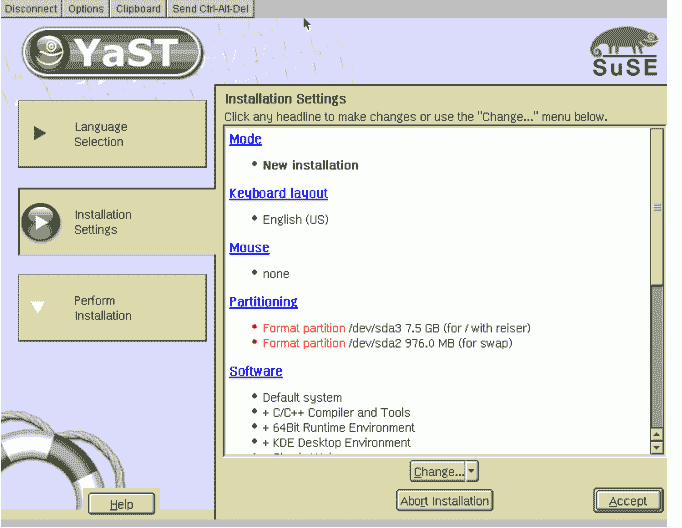 Disconnect Options Clipboard Send Ctrl-Alt-Del
YaST
SuSE
Language
Selection
Installation
Settings
Perform
Installation
Installation Settings
Click any headline to make changes or use the "Change..." menu below.
Mode
• New installation
Keyboard layout
• English (US)
Mouse
• none
Partitioning
• Format partition /dev/sda3 7.5 GB (for / with reiser)
• Format partition /dev/sda2 976.0 MB (for swap)
Software
• Default system
• + C/C++ Compiler and Tools
• + 64Bit Runtime Environment
• + KDE Desktop Environment
Change...
Help
Abort Installation
Accept